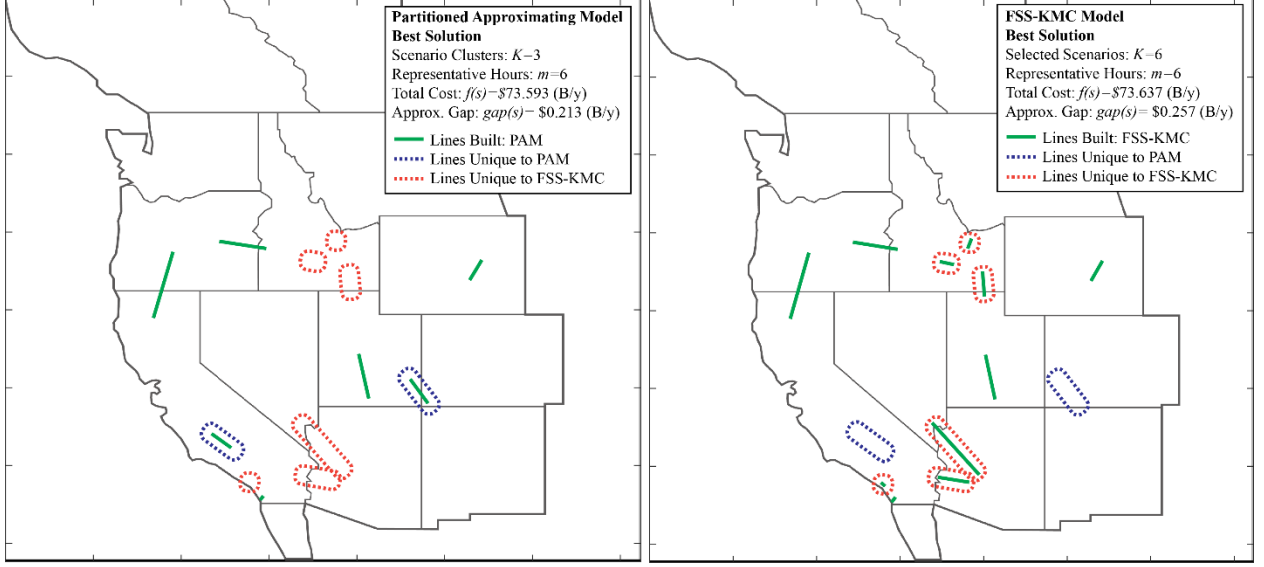 Partitioned Approximating Model
Best Solution
Scenario Clusters: K−3
Representative Hours: m=6
Total Cost: f(s)−$73.593 (B/y)
Approx. Gap: gap(s)− $0.213 (B/y)
Lines Built: PAM
Lines Unique to PAM
Lines Unique to FSS-KMC
FSS-KMC Model
Best Solution
Selected Scenarios: K−6
Representative Hours: m−6
Total Cost: f(s)−$73.637 (B/y)
Approx. Gap: gap(s)= $0.257 (B/y)
Lines Built: FSS-KMC
Lines Unique to PAM
Lines Unique to FSS-KMC